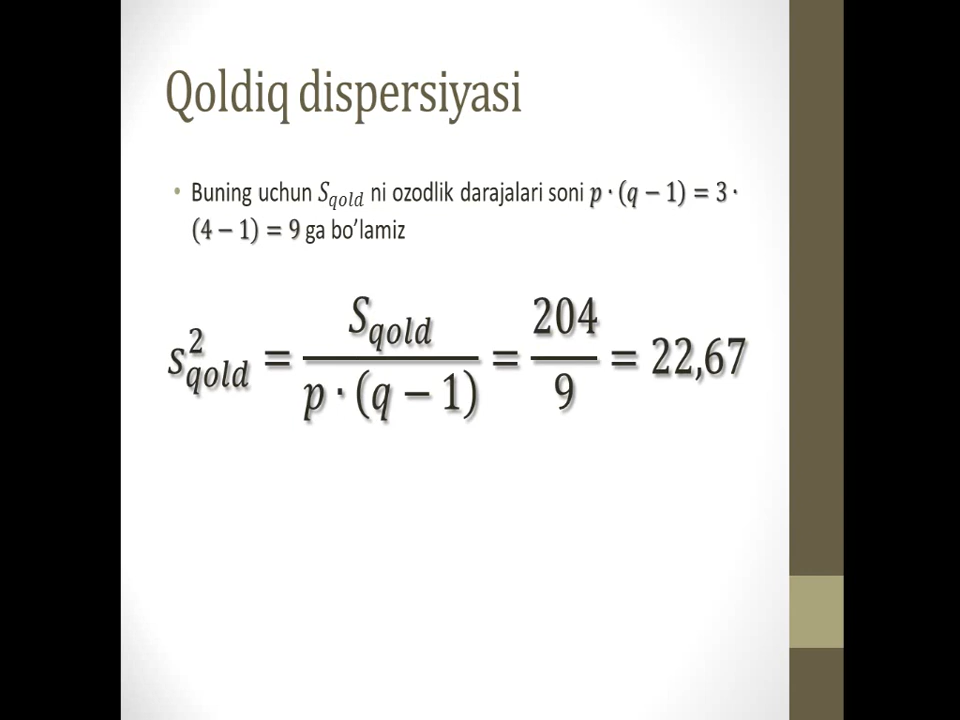 Qoldiq dispersiyasi
• Buning uchun S_qold ni ozodlik darajalari soni p · (q − 1) = 3 ·
(4 − 1) = 9 ga bo’lamiz
s²_qold = S_qold / (p · (q − 1)) = 204 / 9 = 22,67